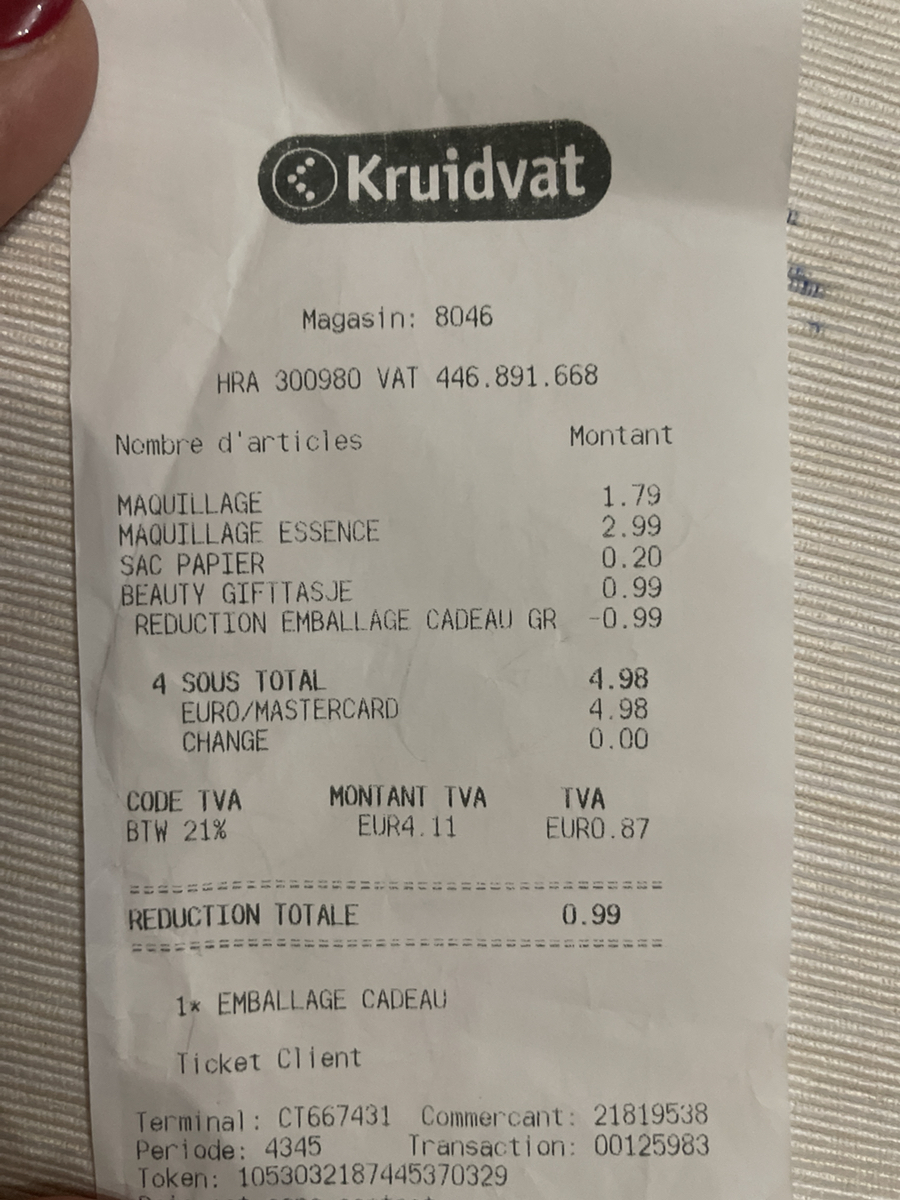 Kruidvat
Magasin: 8046
HRA 300980 VAT 446.891.668
Nombre d'articles Montant
MAQUILLAGE 1.79
MAQUILLAGE ESSENCE 2.99
SAC PAPIER 0.20
BEAUTY GIFTTASJE 0.99
REDUCTION EMBALLAGE CADEAU GR -0.99
4 SOUS TOTAL 4.98
EURO/MASTERCARD 4.98
CHANGE 0.00
CODE TVA MONTANT TVA TVA
BTW 21% EUR4.11 EUR0.87
=====================================
REDUCTION TOTALE 0.99
=====================================
1* EMBALLAGE CADEAU
Ticket Client
Terminal: CT667431 Commercant: 21819538
Periode: 4345 Transaction: 00125983
Token: 1053032187445370329